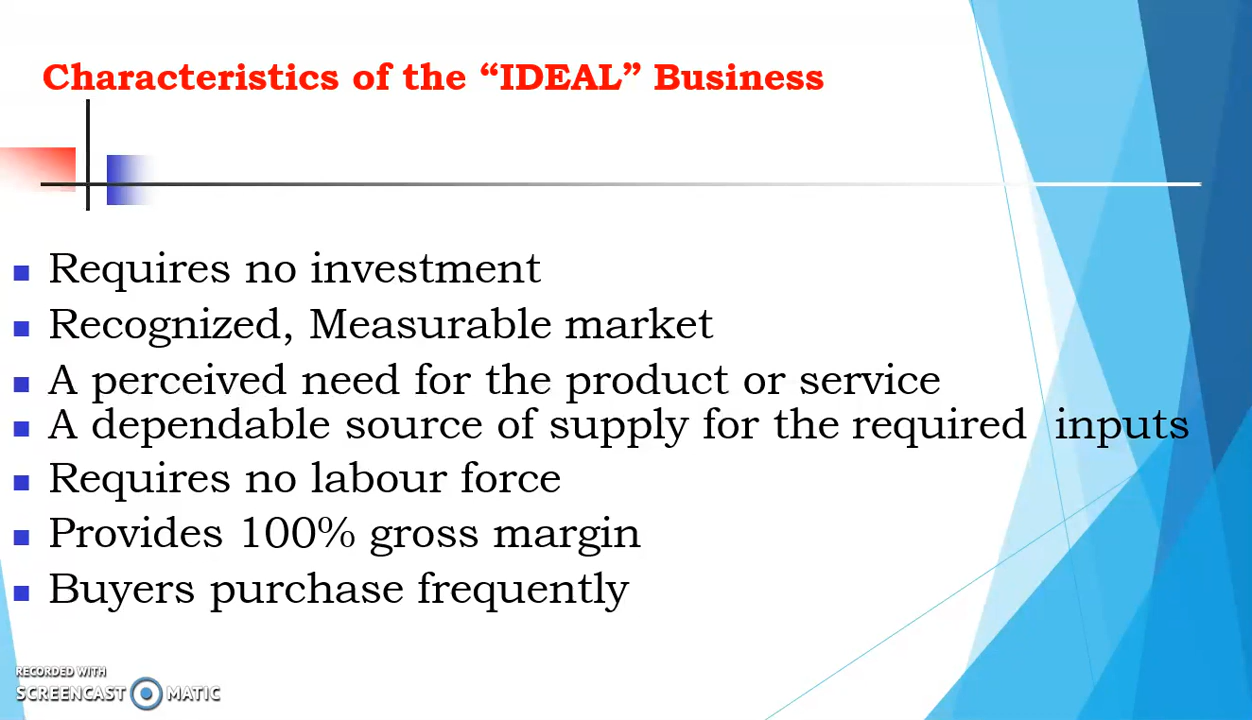 Characteristics of the “IDEAL” Business
Requires no investment
Recognized, Measurable market
A perceived need for the product or service
A dependable source of supply for the required inputs
Requires no labour force
Provides 100% gross margin
Buyers purchase frequently
RECORDED WITH
SCREENCAST MATIC